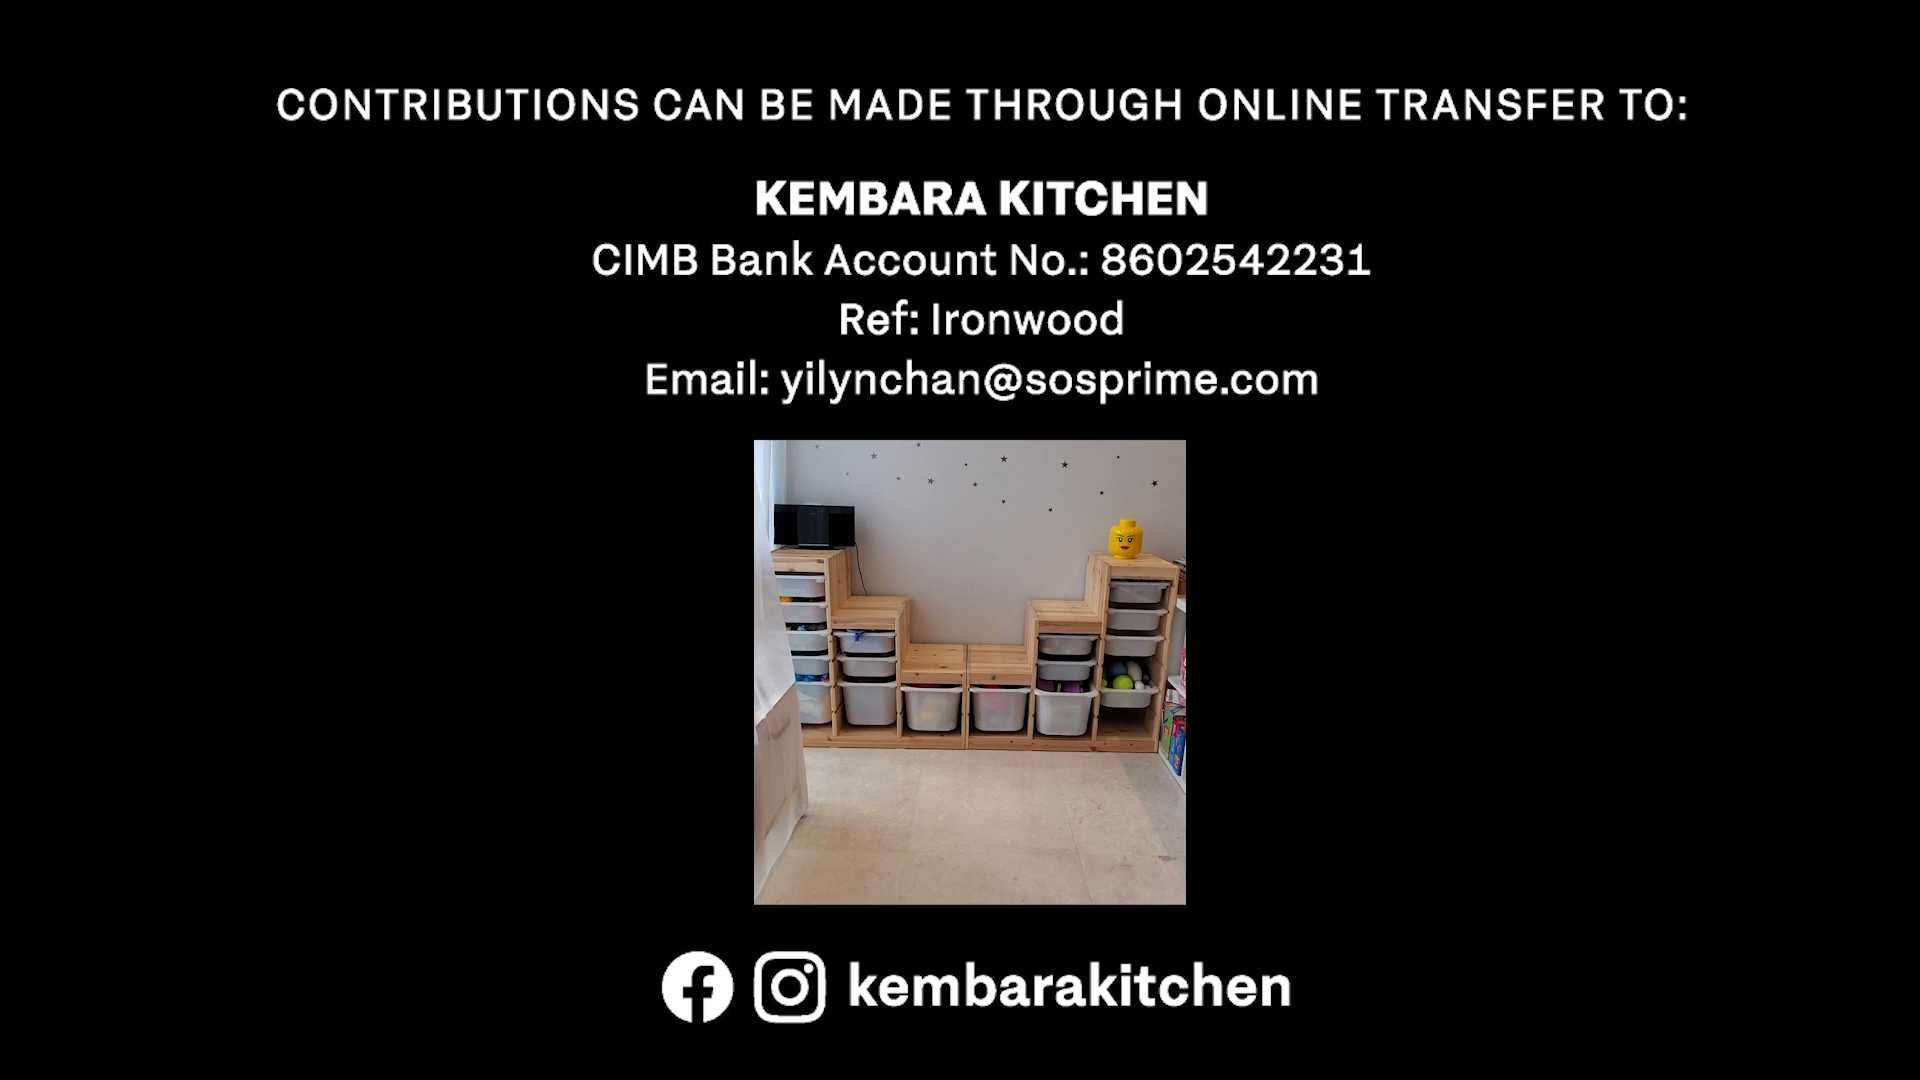 CONTRIBUTIONS CAN BE MADE THROUGH ONLINE TRANSFER TO:
KEMBARA KITCHEN
CIMB Bank Account No.: 8602542231
Ref: Ironwood
Email: yilynchan@sosprime.com
kembarakitchen